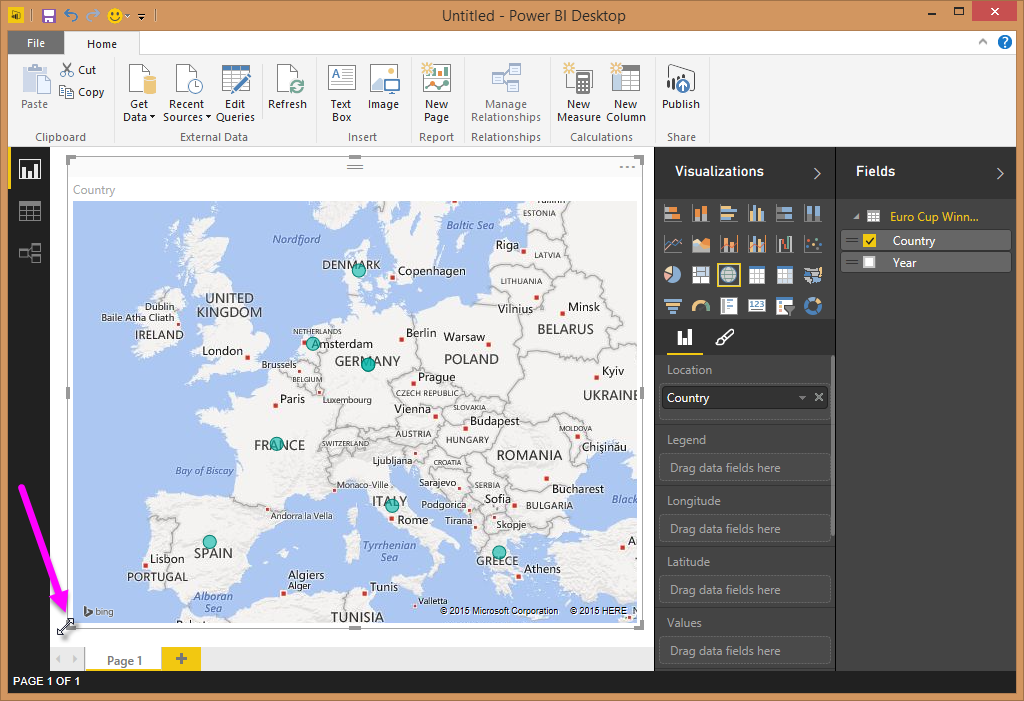 Untitled - Power BI Desktop
File
Home
Paste
Cut
Copy
Clipboard
Get Data
Recent Sources
Edit Queries
Refresh
External Data
Text Box
Image
Insert
New Page
Report
Manage Relationships
Relationships
New Measure
New Column
Calculations
Publish
Share
Country
Baltic Sea
ESTONIA
Nordfjord
Riga
LATVIA
DENMARK
Copenhagen
LITHUANIA
UNITED KINGDOM
Vilnius
Minsk
Dublin
Baile Atha Cliath
IRELAND
NETHERLANDS
Amsterdam
Berlin
Warsaw
BELARUS
London
GERMANY
POLAND
Brussels
BELGIUM
Prague
Kyiv
CZECH REPUBLIC
UKRAINE
Paris
Luxembourg
Vienna
SLOVAKIA
Budapest
AUSTRIA
HUNGARY
MOLDOVA
Chişinău
FRANCE
SWITZERLAND
Ljubljana
CROATIA
ROMANIA
Bay of Biscay
Monaco-Ville
Sarajevo
SERBIA
Bucharest
ITALY
Podgorica
Sofia
BULGARIA
Black
Andorra la Vella
Rome
Tirana
Skopje
SPAIN
Tyrrhenian Sea
Lisbon
PORTUGAL
GREECE
Athens
Algiers
Alger
Tunis
Alboran Sea
Valletta
TUNISIA
bing
© 2015 Microsoft Corporation
© 2015 HERE
Visualizations
123
Location
Country
Legend
Drag data fields here
Longitude
Drag data fields here
Latitude
Drag data fields here
Values
Drag data fields here
Fields
Euro Cup Winn...
Country
Year
Page 1
PAGE 1 OF 1